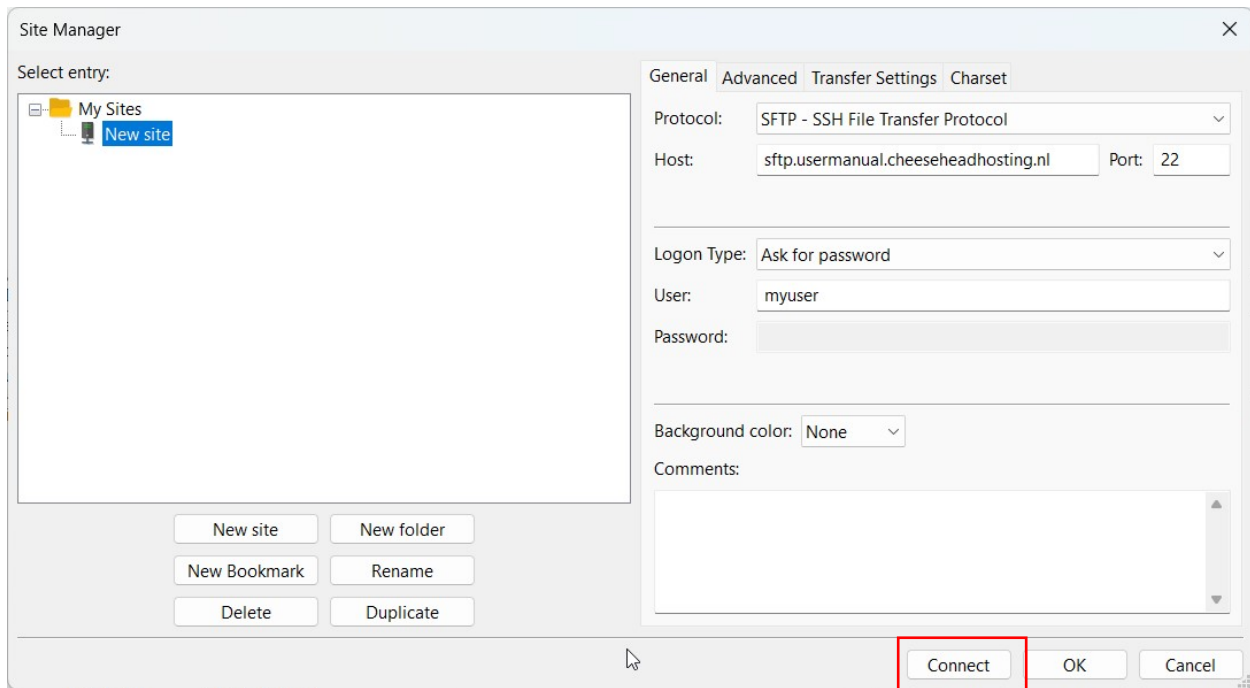 Site Manager
Select entry:
My Sites
New site
New site New folder
New Bookmark Rename
Delete Duplicate
General Advanced Transfer Settings Charset
Protocol: SFTP - SSH File Transfer Protocol
Host: sftp.usermanual.cheeseheadhosting.nl Port: 22
Logon Type: Ask for password
User: myuser
Password:
Background color: None
Comments:
Connect OK Cancel